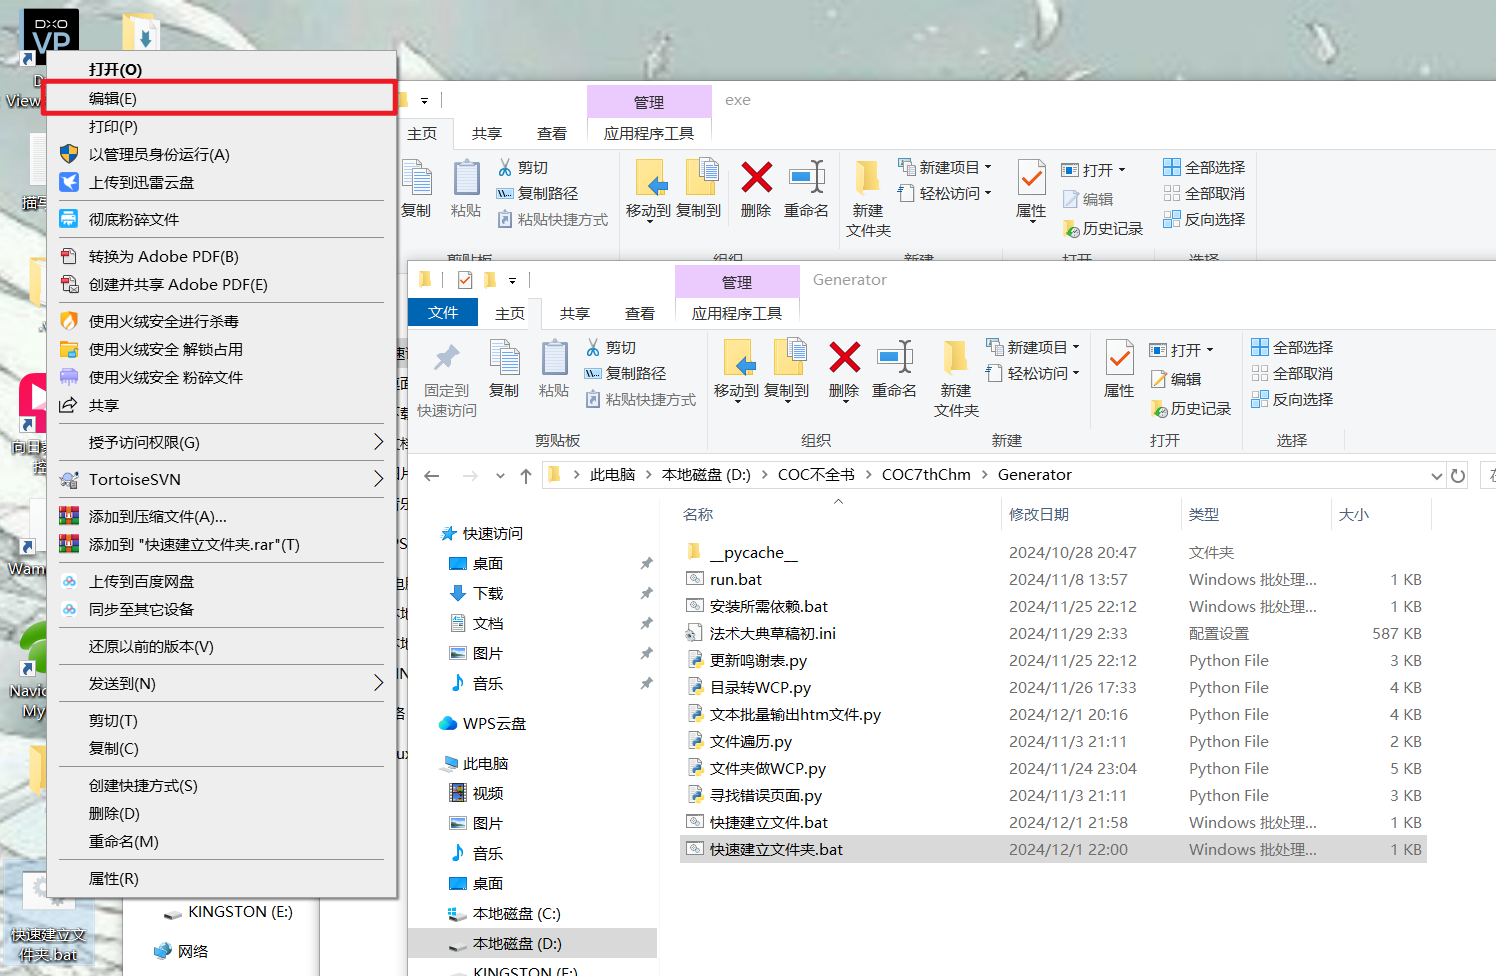 DXO
VP
View
打开(O)
编辑(E)
打印(P)
以管理员身份运行(A)
上传到迅雷云盘
彻底粉碎文件
转换为 Adobe PDF(B)
创建并共享 Adobe PDF(E)
使用火绒安全进行杀毒
使用火绒安全 解锁占用
使用火绒安全 粉碎文件
共享
授予访问权限(G)
TortoiseSVN
添加到压缩文件(A)...
添加到 "快速建立文件夹.rar"(T)
上传到百度网盘
同步至其它设备
还原以前的版本(V)
发送到(N)
剪切(T)
复制(C)
创建快捷方式(S)
删除(D)
重命名(M)
属性(R)
向日
控
Wam
Navic
My
快速建立文
件夹.bat
KINGSTON (E:)
网络
管理
exe
主页
共享
查看
应用程序工具
复制
粘贴
剪切
复制路径
粘贴快捷方式
移动到
复制到
删除
重命名
新建
文件夹
新建项目
轻松访问
属性
打开
编辑
历史记录
全部选择
全部取消
反向选择
剪贴板
组织
新建
打开
选择
管理
Generator
文件
主页
共享
查看
应用程序工具
固定到
快速访问
复制
粘贴
剪切
复制路径
粘贴快捷方式
移动到
复制到
删除
重命名
新建
文件夹
新建项目
轻松访问
属性
打开
编辑
历史记录
全部选择
全部取消
反向选择
剪贴板
组织
新建
打开
选择
此电脑
本地磁盘 (D:)
COC不全书
COC7thChm
Generator
快速访问
桌面
下载
文档
图片
音乐
WPS云盘
此电脑
视频
图片
音乐
桌面
本地磁盘 (C:)
本地磁盘 (D:)
KINGSTON (E:)
名称 修改日期 类型 大小
__pycache__ 2024/10/28 20:47 文件夹
run.bat 2024/11/8 13:57 Windows 批处理... 1 KB
安装所需依赖.bat 2024/11/25 22:12 Windows 批处理... 1 KB
法术大典草稿初.ini 2024/11/29 2:33 配置设置 587 KB
更新鸣谢表.py 2024/11/25 22:12 Python File 3 KB
目录转WCP.py 2024/11/26 17:33 Python File 4 KB
文本批量输出htm文件.py 2024/12/1 20:16 Python File 4 KB
文件遍历.py 2024/11/3 21:11 Python File 2 KB
文件夹做WCP.py 2024/11/24 23:04 Python File 5 KB
寻找错误页面.py 2024/11/3 21:11 Python File 3 KB
快捷建立文件.bat 2024/12/1 21:58 Windows 批处理... 1 KB
快速建立文件夹.bat 2024/12/1 22:00 Windows 批处理... 1 KB